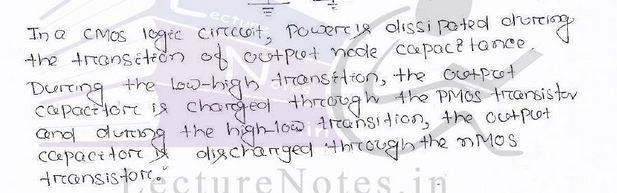 In a CMOS logic circuit, power is dissipated during
the transition of output node capacitance.
During the low-high transition, the output
capacitor is charged through the PMOS transistor
and during the high-low transition, the output
capacitor is discharged through the nMOS
transistor.
LectureNotes.in